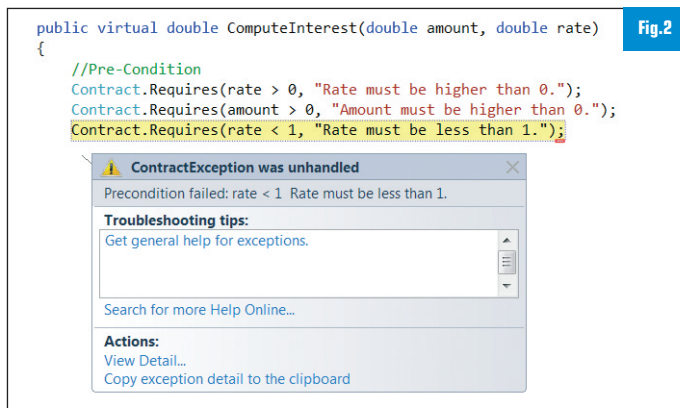 public virtual double ComputeInterest(double amount, double rate)
Fig.2
{
//Pre-Condition
Contract.Requires(rate > 0, "Rate must be higher than 0.");
Contract.Requires(amount > 0, "Amount must be higher than 0.");
Contract.Requires(rate < 1, "Rate must be less than 1.");
ContractException was unhandled
Precondition failed: rate < 1 Rate must be less than 1.
Troubleshooting tips:
Get general help for exceptions.
Search for more Help Online...
Actions:
View Detail...
Copy exception detail to the clipboard